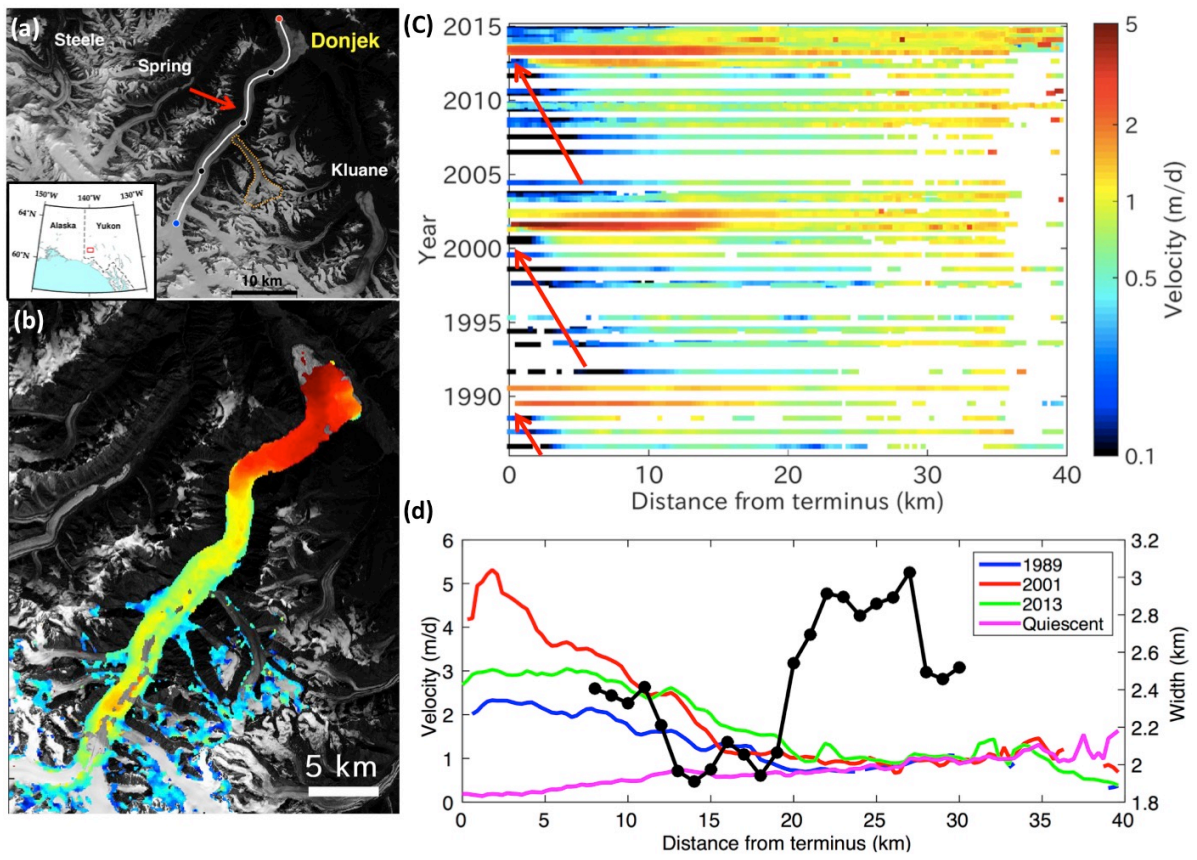 (a)
Steele
Donjek
Spring
Kluane
150°W 140°W 130°W
64°N
Alaska Yukon
60°N
10 km
(b)
5 km
(C)
2015
2010
2005
2000
1995
1990
Year
0 10 20 30 40
Distance from terminus (km)
5
2
1
0.5
0.1
Velocity (m/d)
(d)
6
5
4
3
2
1
0
Velocity (m/d)
0 5 10 15 20 25 30 35 40
Distance from terminus (km)
1989
2001
2013
Quiescent
3.2
3
2.8
2.6
2.4
2.2
2
1.8
Width (km)